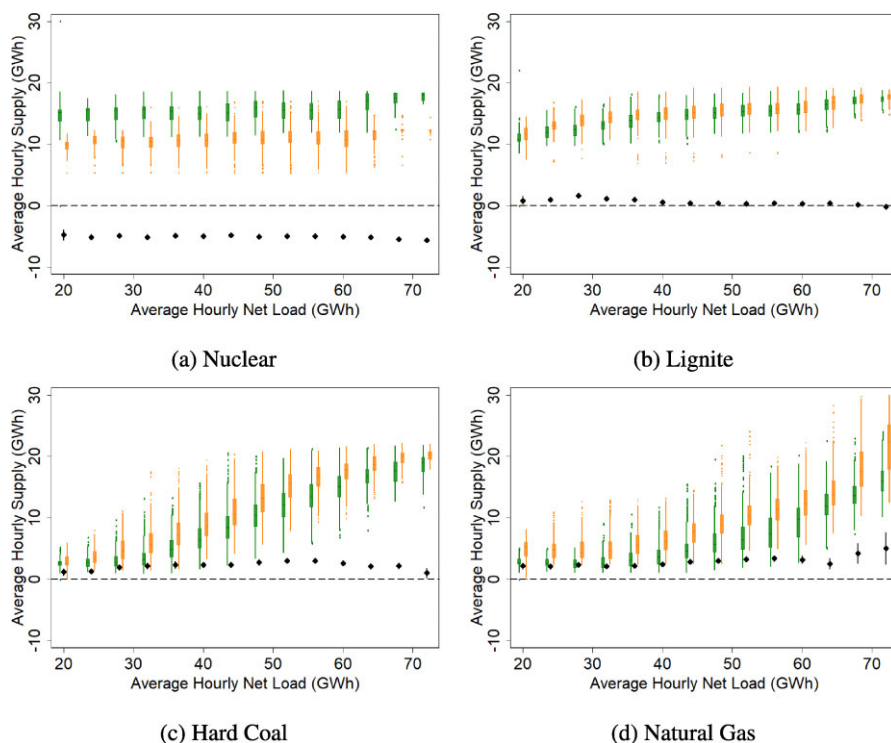 30
20
10
0
-10
Average Hourly Supply (GWh)
20 30 40 50 60 70
Average Hourly Net Load (GWh)
(a) Nuclear
30
20
10
0
-10
Average Hourly Supply (GWh)
20 30 40 50 60 70
Average Hourly Net Load (GWh)
(b) Lignite
30
20
10
0
-10
Average Hourly Supply (GWh)
20 30 40 50 60 70
Average Hourly Net Load (GWh)
(c) Hard Coal
30
20
10
0
-10
Average Hourly Supply (GWh)
20 30 40 50 60 70
Average Hourly Net Load (GWh)
(d) Natural Gas